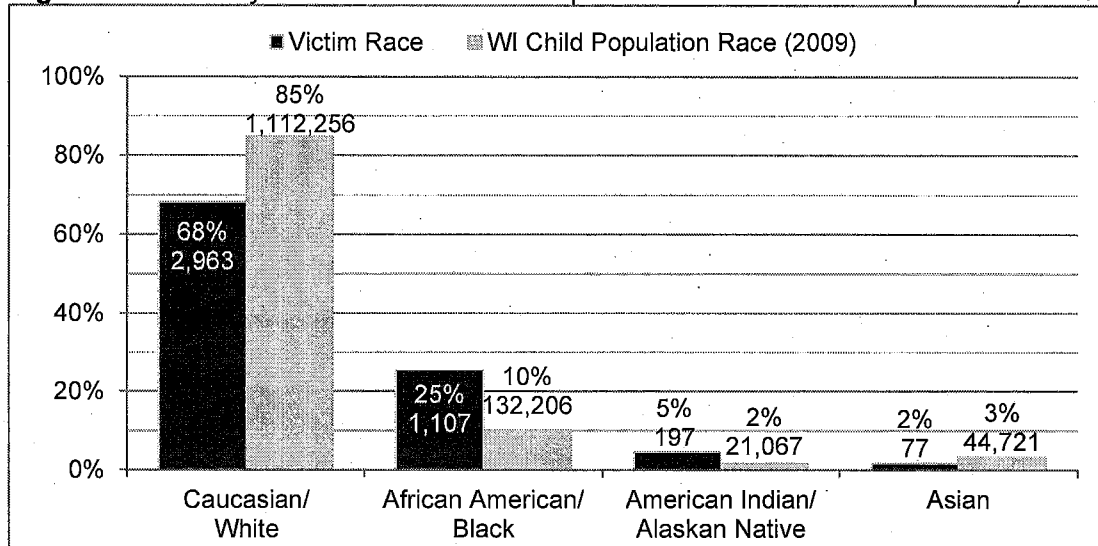 Victim Race WI Child Population Race (2009)
100%
80%
60%
40%
20%
0%
85%
1,112,256
68%
2,963
25%
1,107
10%
132,206
5%
197
2%
21,067
2%
77
3%
44,721
Caucasian/
White
African American/
Black
American Indian/
Alaskan Native
Asian